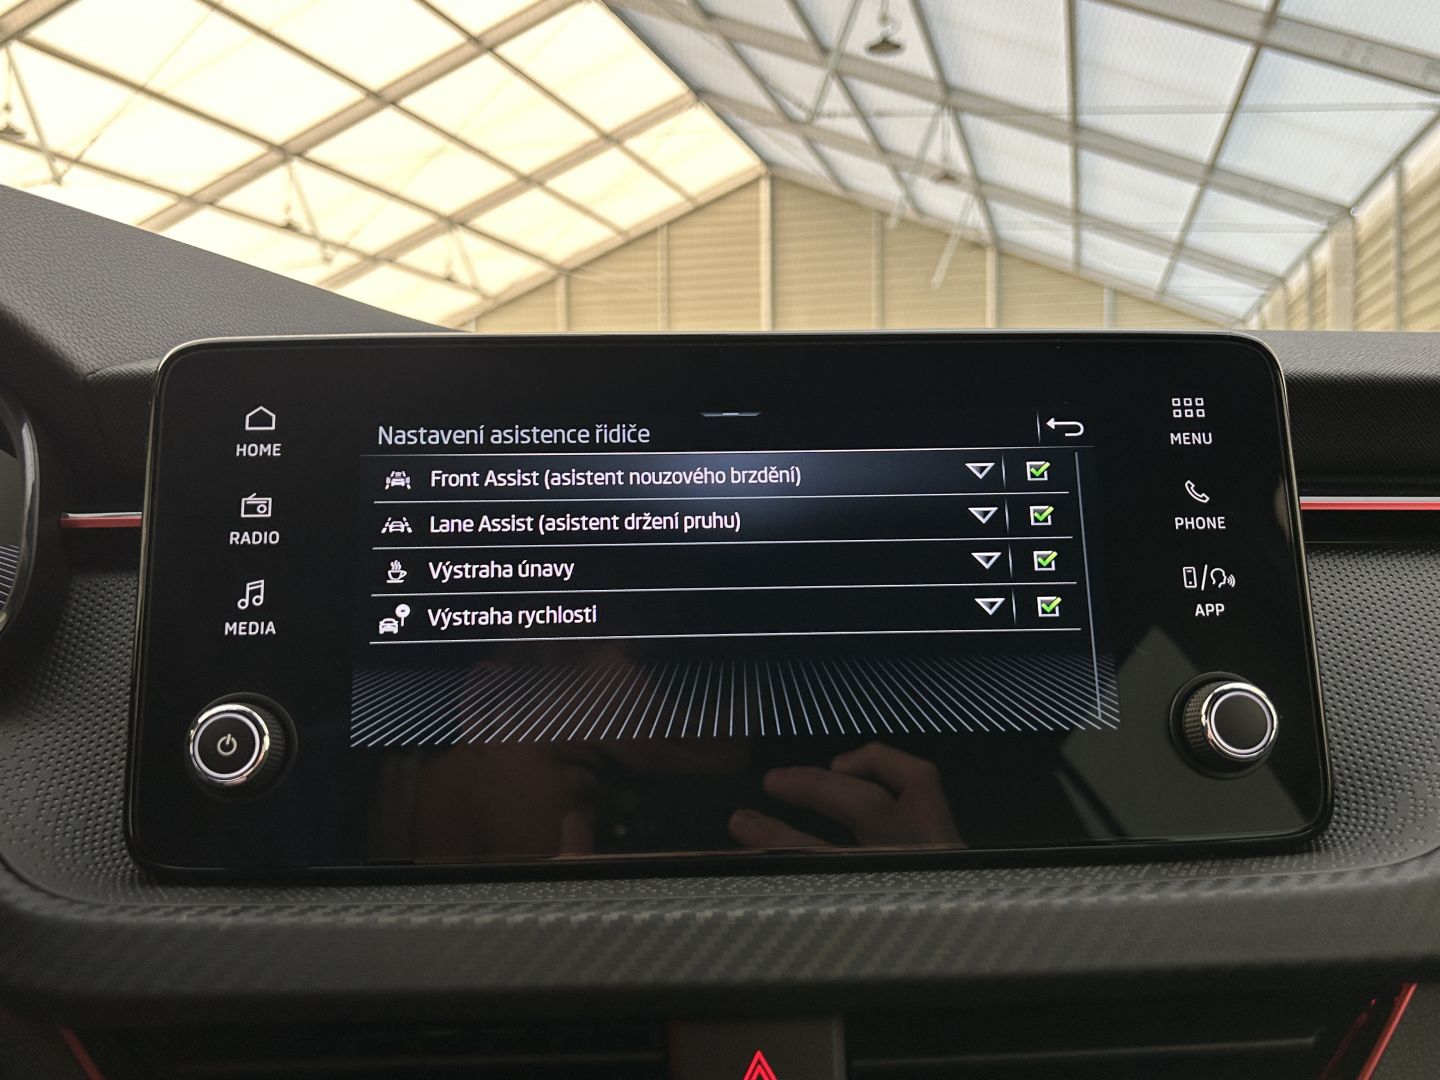 Nastavení asistence řidiče
Front Assist (asistent nouzového brzdění)
Lane Assist (asistent držení pruhu)
Výstraha únavy
Výstraha rychlosti
HOME
RADIO
MEDIA
MENU
PHONE
APP